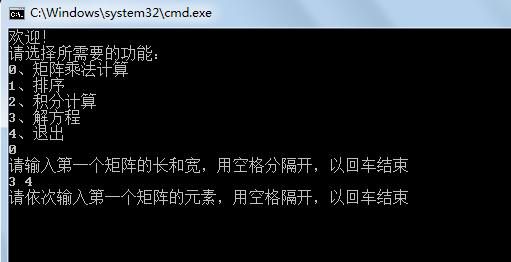 C:\Windows\system32\cmd.exe
欢迎!
请选择所需要的功能：
0、矩阵乘法计算
1、排序
2、积分计算
3、解方程
4、退出
0
请输入第一个矩阵的长和宽，用空格分隔开，以回车结束
3 4
请依次输入第一个矩阵的元素，用空格隔开，以回车结束